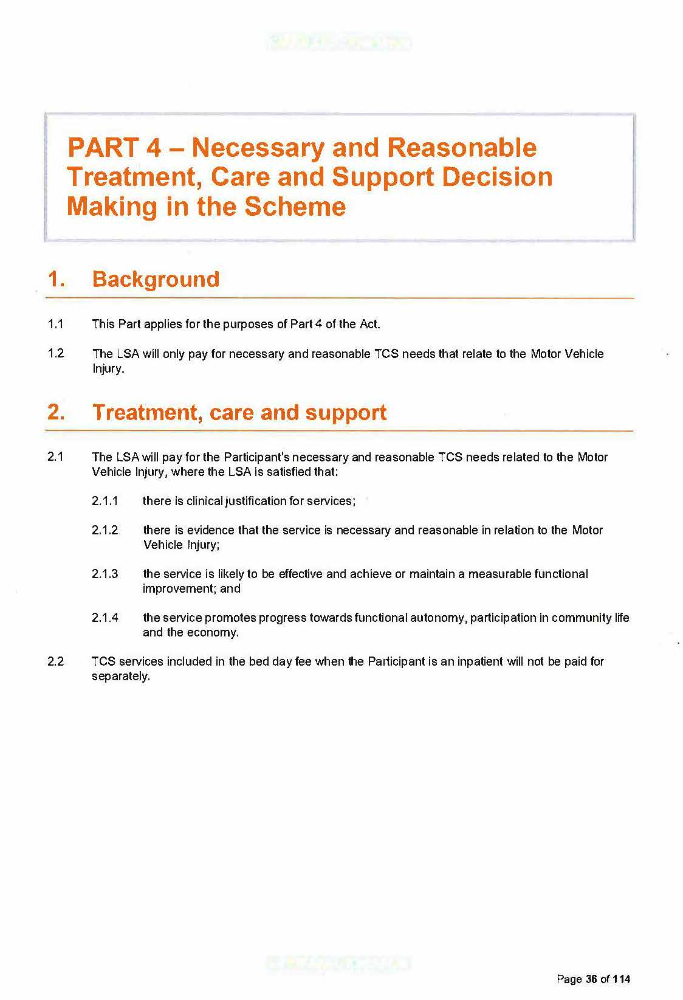 PART 4 – Necessary and Reasonable
Treatment, Care and Support Decision
Making in the Scheme
1. Background
1.1 This Part applies for the purposes of Part 4 of the Act.
1.2 The LSA will only pay for necessary and reasonable TCS needs that relate to the Motor Vehicle
Injury.
2. Treatment, care and support
2.1 The LSA will pay for the Participant's necessary and reasonable TCS needs related to the Motor
Vehicle Injury, where the LSA is satisfied that:
2.1.1 there is clinical justification for services;
2.1.2 there is evidence that the service is necessary and reasonable in relation to the Motor
Vehicle Injury;
2.1.3 the service is likely to be effective and achieve or maintain a measurable functional
improvement; and
2.1.4 the service promotes progress towards functional autonomy, participation in community life
and the economy.
2.2 TCS services included in the bed day fee when the Participant is an inpatient will not be paid for
separately.
Page 36 of 114